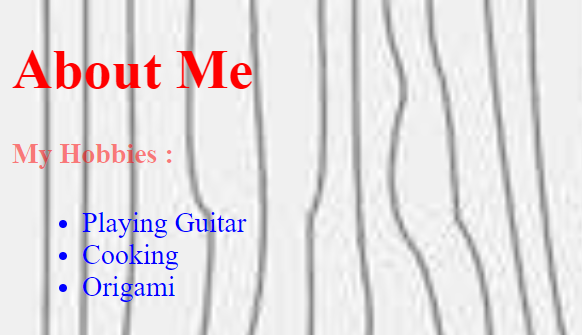 About Me
My Hobbies :
Playing Guitar
Cooking
Origami